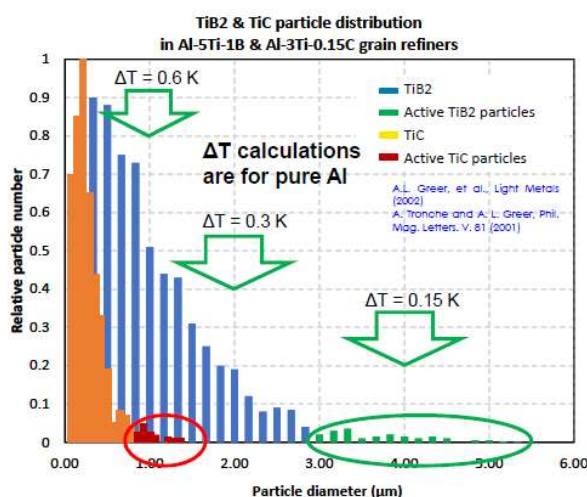 TiB2 & TiC particle distribution
in Al-5Ti-1B & Al-3Ti-0.15C grain refiners
1
0.9
0.8
0.7
0.6
0.5
0.4
0.3
0.2
0.1
0
Relative particle number
ΔT = 0.6 K
ΔT calculations
are for pure Al
ΔT = 0.3 K
ΔT = 0.15 K
TiB2
Active TiB2 particles
TiC
Active TiC particles
A.L. Greer, et al., Light Metals
(2002)
A. Tronche and A. L. Greer, Phil.
Mag. Letters. V. 81 (2001)
0.00 1.00 2.00 3.00 4.00 5.00 6.00
Particle diameter (μm)